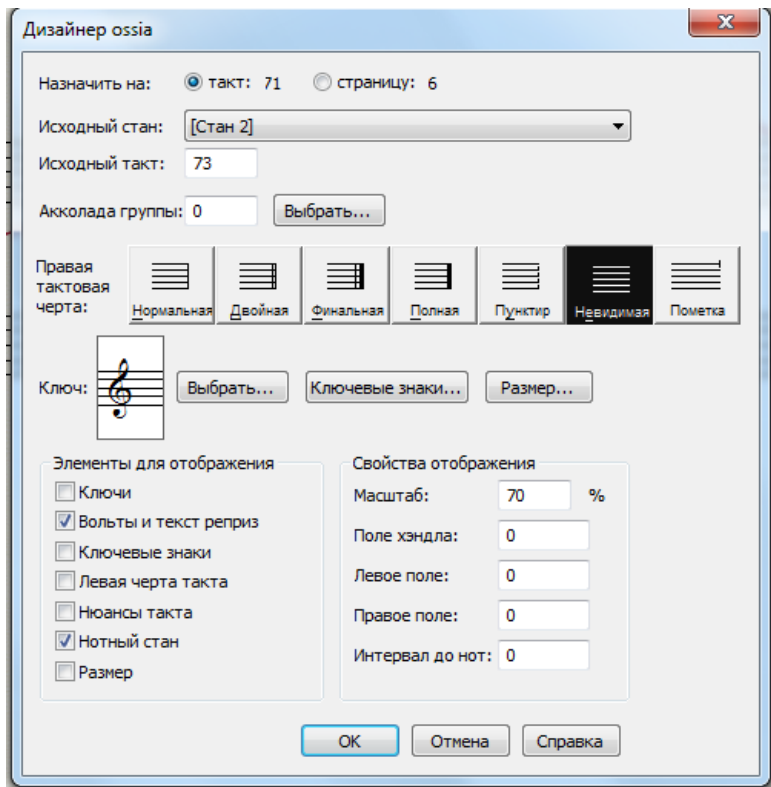 Дизайнер ossia
Назначить на: такт: 71 страницу: 6
Исходный стан: [Стан 2]
Исходный такт: 73
Акколада группы: 0 Выбрать...
Правая тактовая черта:
Нормальная Двойная Финальная Полная Пунктир Невидимая Пометка
Ключ: Выбрать... Ключевые знаки... Размер...
Элементы для отображения
Ключи
Вольты и текст реприз
Ключевые знаки
Левая черта такта
Нюансы такта
Нотный стан
Размер
Свойства отображения
Масштаб: 70 %
Поле хэндла: 0
Левое поле: 0
Правое поле: 0
Интервал до нот: 0
OK Отмена Справка